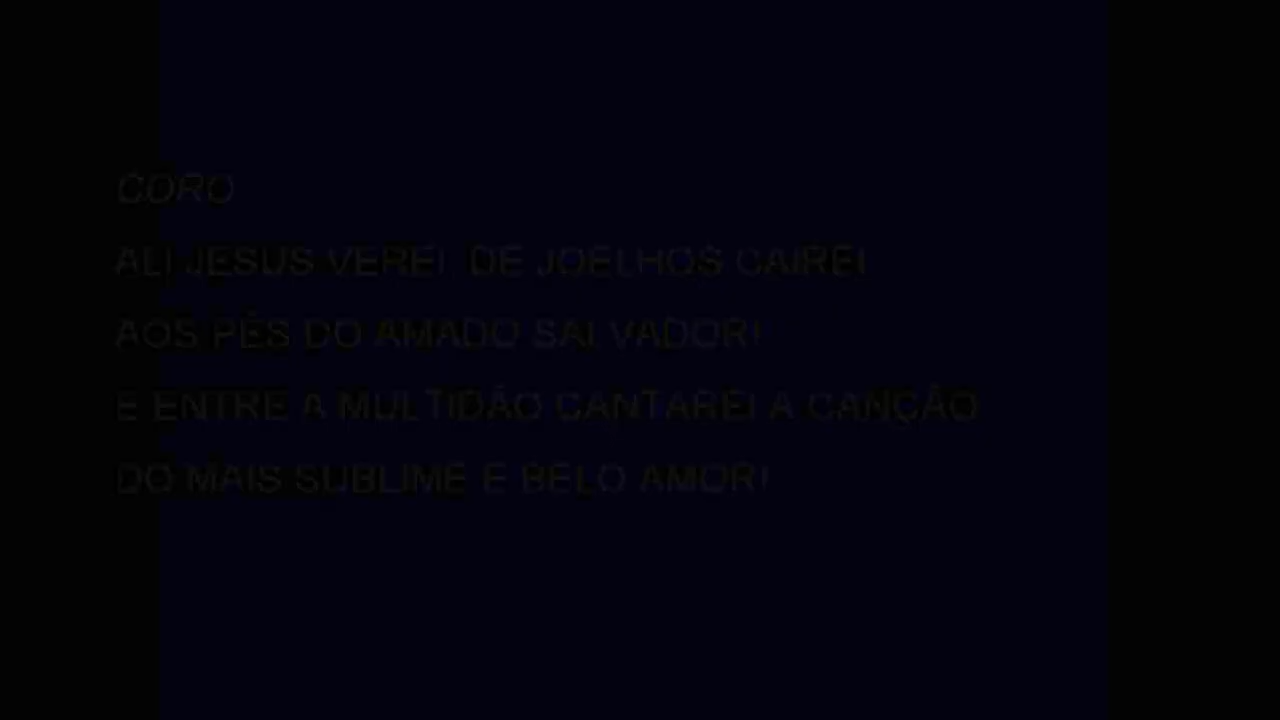 CORO
ALI JESUS VEREI DE JOELHOS CAIREI
AOS PÉS DO AMADO SALVADOR!
E ENTRE A MULTIDÃO CANTAREI A CANÇÃO
DO MAIS SUBLIME E BELO AMOR!